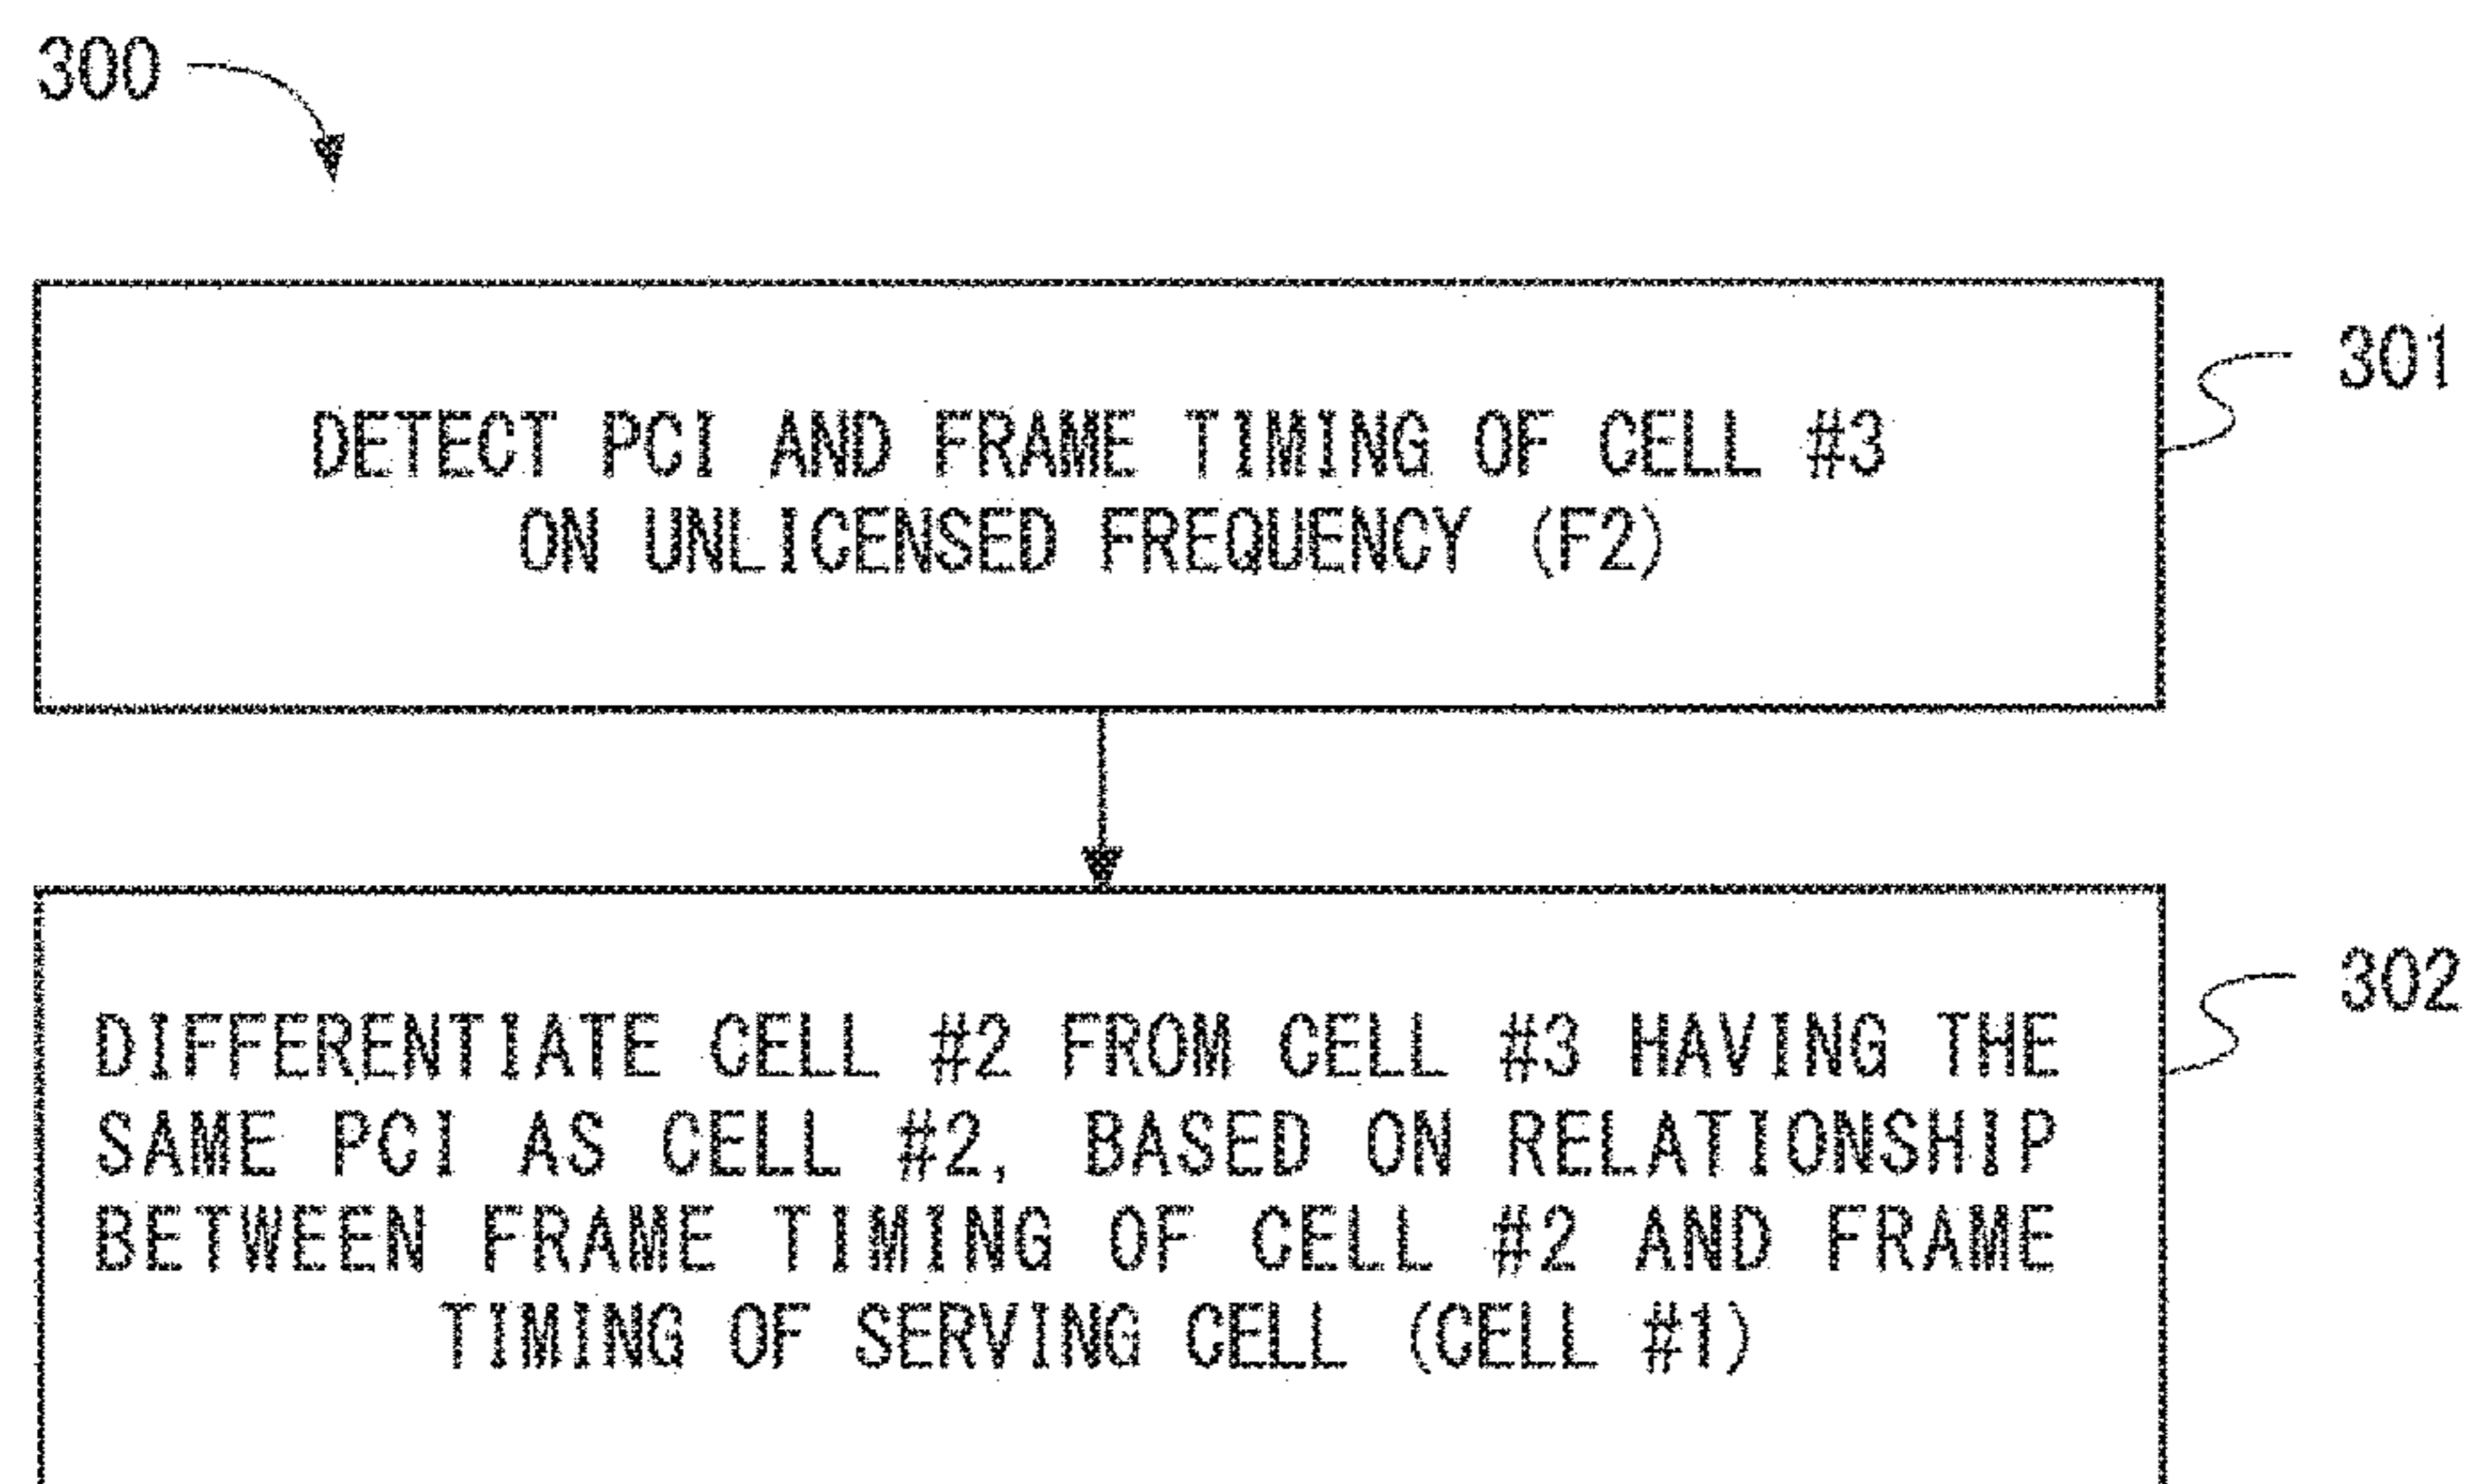 300
301
DETECT PCI AND FRAME TIMING OF CELL #3
ON UNLICENSED FREQUENCY (F2)
302
DIFFERENTIATE CELL #2 FROM CELL #3 HAVING THE
SAME PCI AS CELL #2, BASED ON RELATIONSHIP
BETWEEN FRAME TIMING OF CELL #2 AND FRAME
TIMING OF SERVING CELL (CELL #1)